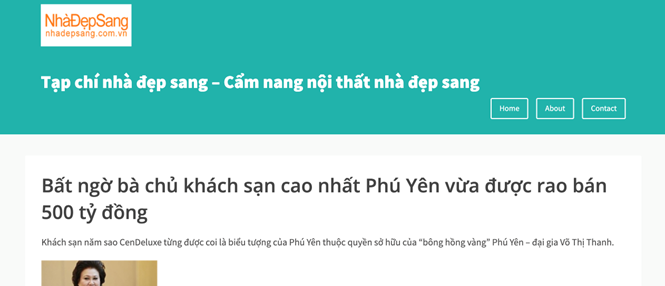 NhàĐẹpSang
nhadepsang.com.vn
Tạp chí nhà đẹp sang – Cẩm nang nội thất nhà đẹp sang
Home About Contact
Bất ngờ bà chủ khách sạn cao nhất Phú Yên vừa được rao bán
500 tỷ đồng
Khách sạn năm sao CenDeluxe từng được coi là biểu tượng của Phú Yên thuộc quyền sở hữu của “bông hồng vàng” Phú Yên – đại gia Võ Thị Thanh.